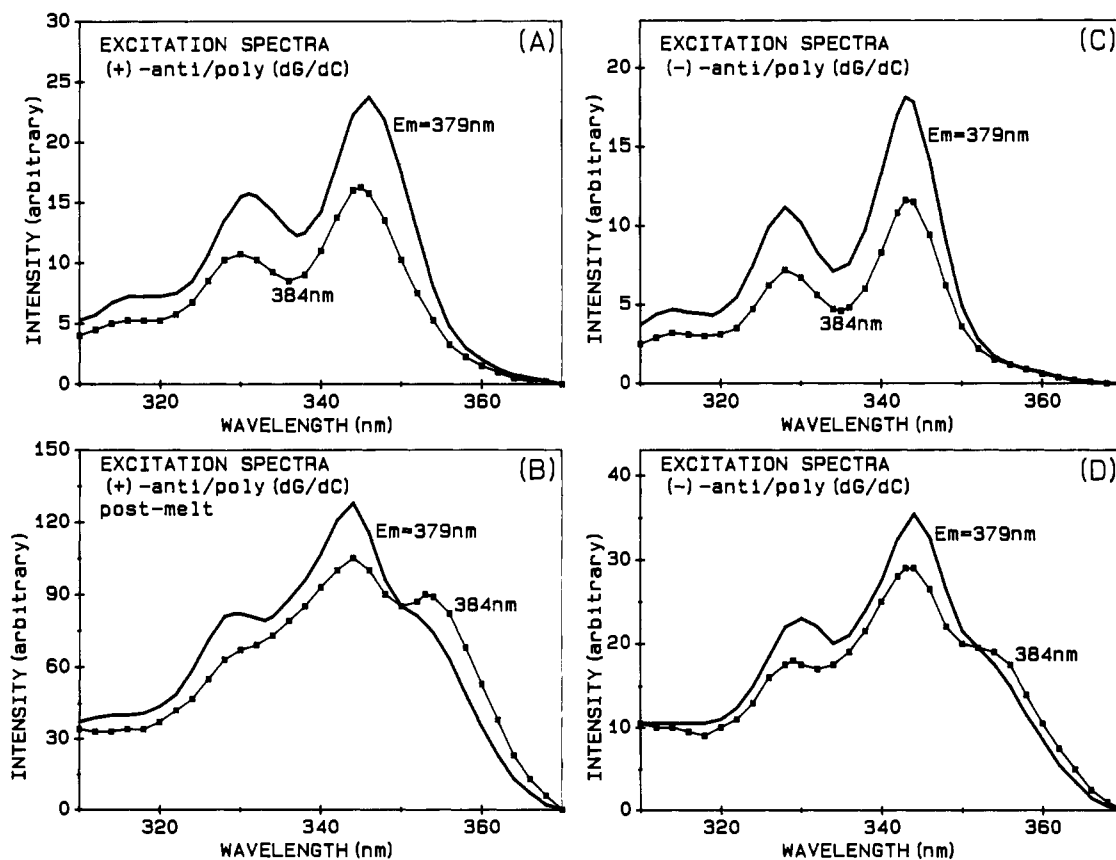 EXCITATION SPECTRA
(+)-anti/poly(dG/dC)
(A)
Em=379nm
384nm
30
25
20
15
10
5
0
INTENSITY (arbitrary)
320
340
360
WAVELENGTH (nm)
EXCITATION SPECTRA
(-)-anti/poly(dG/dC)
(C)
Em=379nm
384nm
20
15
10
5
0
INTENSITY (arbitrary)
320
340
360
WAVELENGTH (nm)
EXCITATION SPECTRA
(+)-anti/poly(dG/dC)
post-melt
(B)
Em=379nm
384nm
150
120
90
60
30
0
INTENSITY (arbitrary)
320
340
360
WAVELENGTH (nm)
EXCITATION SPECTRA
(-)-anti/poly(dG/dC)
(D)
Em=379nm
384nm
40
30
20
10
0
INTENSITY (arbitrary)
320
340
360
WAVELENGTH (nm)